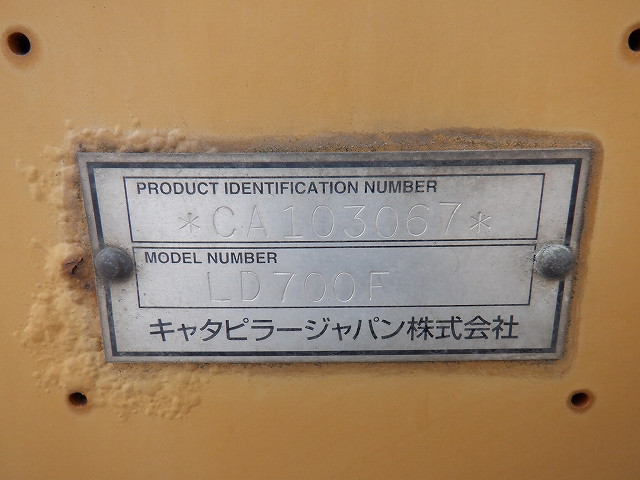 PRODUCT IDENTIFICATION NUMBER
*CA103067*
MODEL NUMBER
LD700F
キャタピラージャパン株式会社